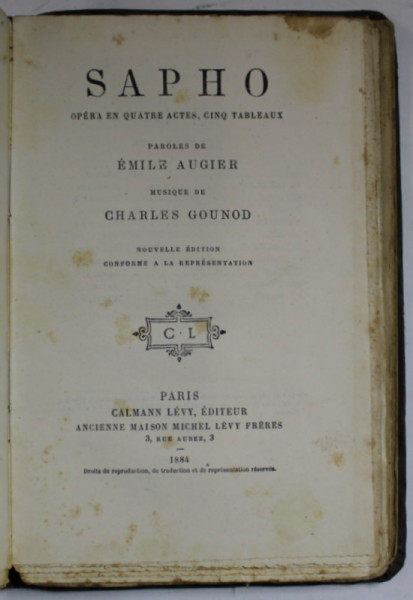 SAPHO
OPÉRA EN QUATRE ACTES, CINQ TABLEAUX
PAROLES DE
ÉMILE AUGIER
MUSIQUE DE
CHARLES GOUNOD
NOUVELLE ÉDITION
CONFORME A LA REPRÉSENTATION
C · L
PARIS
CALMANN LÉVY, ÉDITEUR
ANCIENNE MAISON MICHEL LÉVY FRÈRES
3, RUE AUBER, 3
1884
Droits de reproduction, de traduction et de représentation réservés.